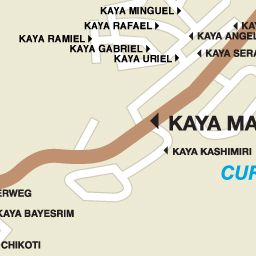 KAYA MINGUEL
KAYA RAFAEL
KAYA RAMIEL
KAYA ANGEL
KAYA GABRIEL
KAYA URIEL
KAYA SERA
KAYA MA
KAYA KASHIMIRI
CUR
ERWEG
KAYA BAYESRIM
CHIKOTI